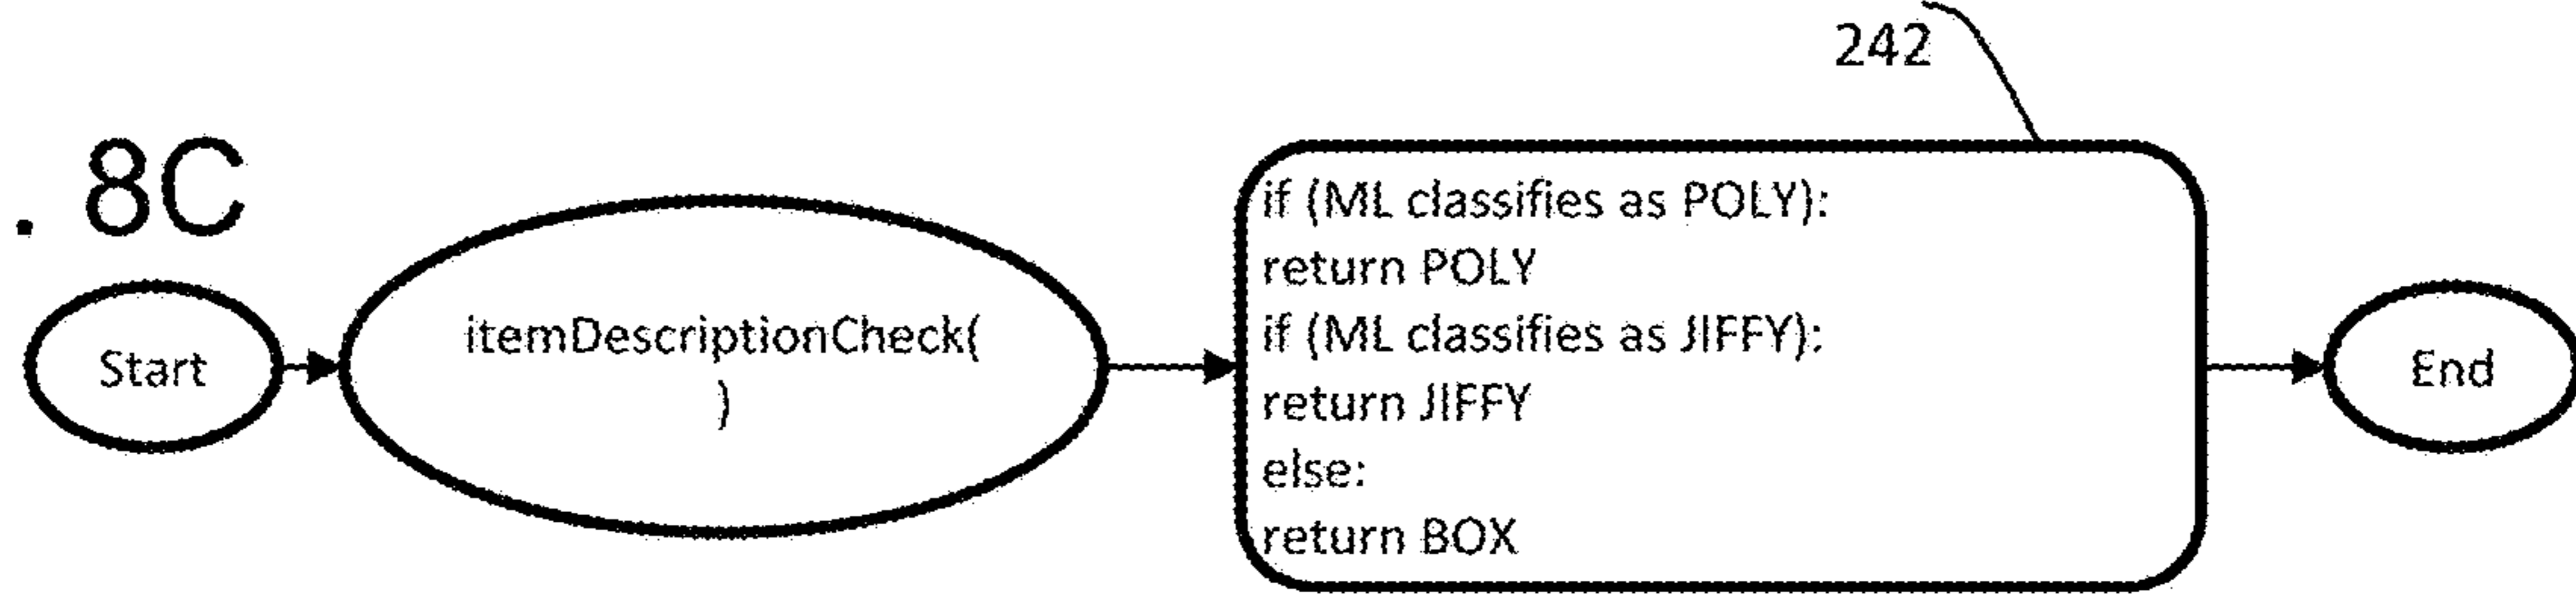 242
. 8C
Start
itemDescriptionCheck(
)
if (ML classifies as POLY):
return POLY
if (ML classifies as JIFFY):
return JIFFY
else:
return BOX
End